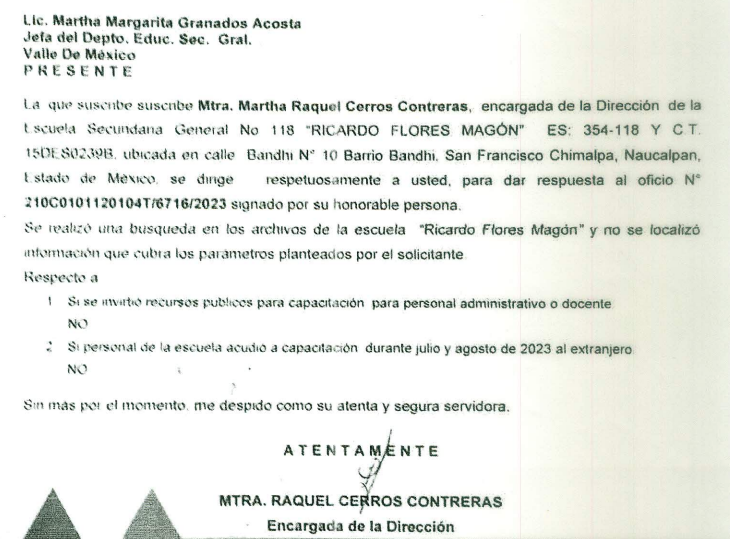 Lic. Martha Margarita Granados Acosta
Jefa del Depto. Educ. Sec. Gral.
Valle De México
P R E S E N T E
La que suscribe suscribe Mtra. Martha Raquel Cerros Contreras, encargada de la Dirección de la
Escuela Secundaria General No 118 "RICARDO FLORES MAGÓN" ES: 354-118 Y C.T.
15DES0239B, ubicada en calle Bandhi N° 10 Barrio Bandhi, San Francisco Chimalpa, Naucalpan,
Estado de México, se dirige respetuosamente a usted, para dar respuesta al oficio N°
210C0101120104T/6716/2023 signado por su honorable persona.
Se realizó una busqueda en los archivos de la escuela "Ricardo Flores Magón" y no se localizó
información que cubra los parámetros planteados por el solicitante
Respecto a
1 Si se invirtió recursos publicos para capacitación para personal administrativo o docente
NO
2 Si personal de la escuela acudio a capacitación durante julio y agosto de 2023 al extranjero
NO
Sin más por el momento, me despido como su atenta y segura servidora.
A T E N T A M E N T E
MTRA. RAQUEL CERROS CONTRERAS
Encargada de la Dirección